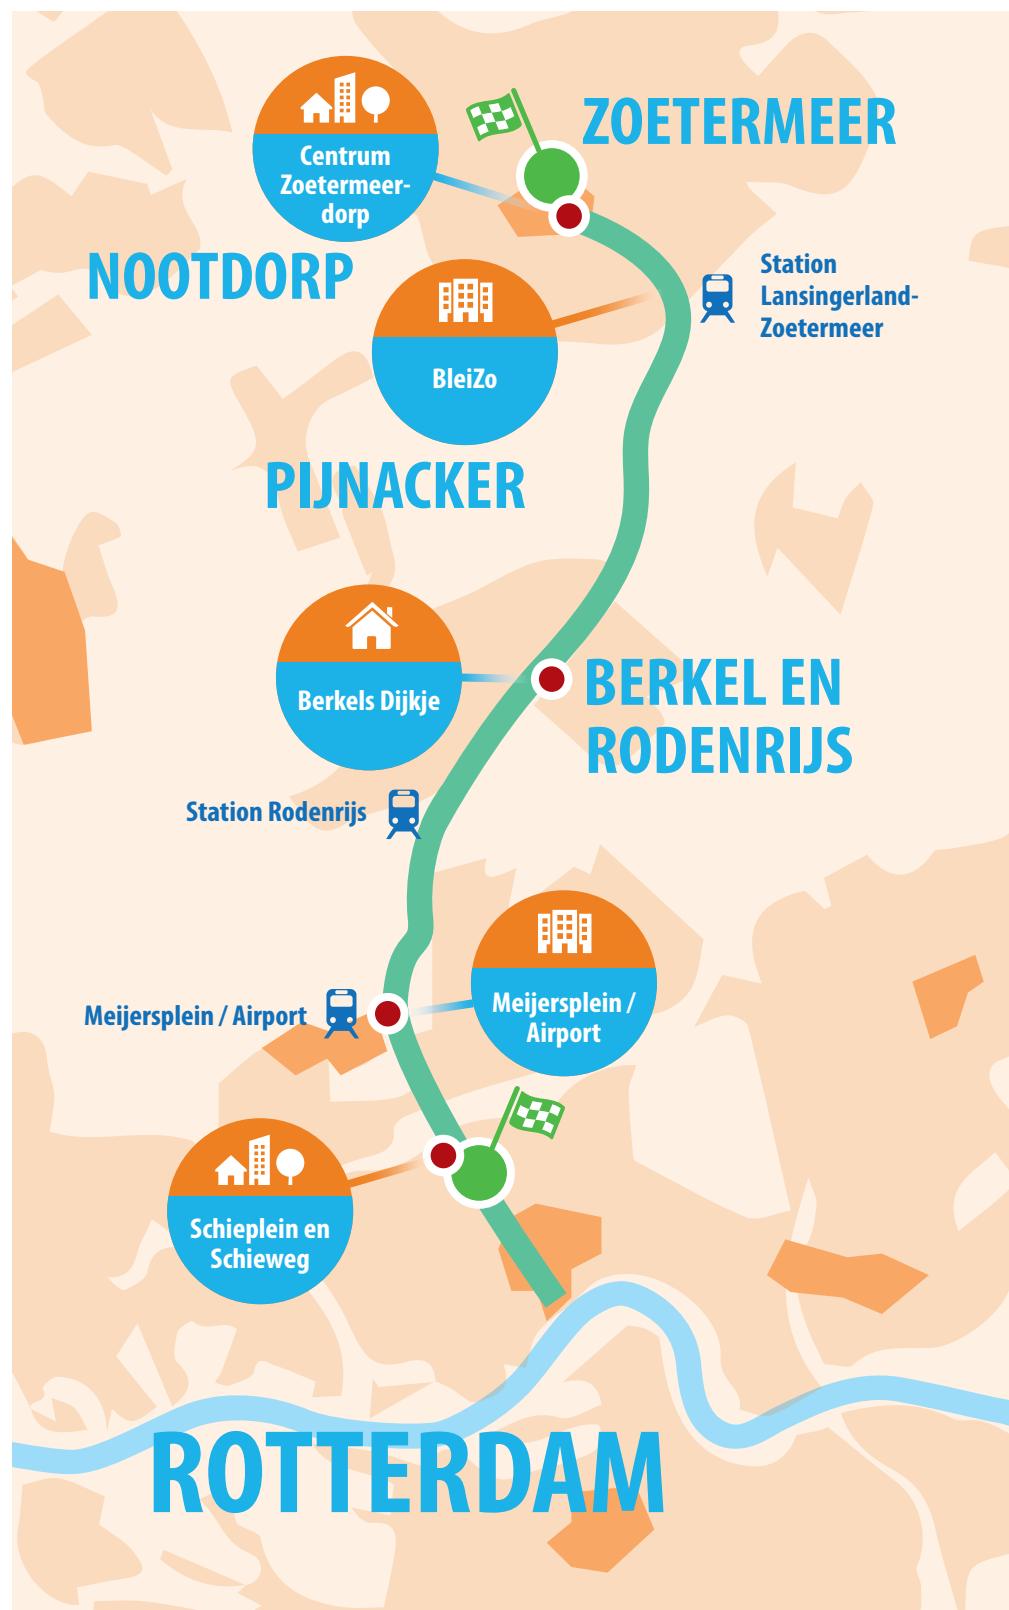 ZOETERMEER
Centrum
Zoetermeer-
dorp
NOOTDORP
Station
Lansingerland-
Zoetermeer
BleiZo
PIJNACKER
BERKEL EN
RODENRIJS
Berkels Dijkje
Station Rodenrijs
Meijersplein /
Airport
Meijersplein / Airport
Schieplein en
Schieweg
ROTTERDAM